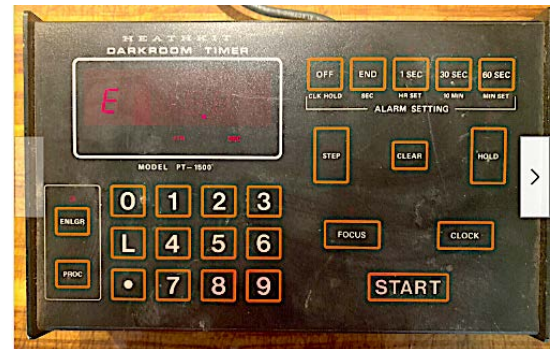 HEATHKIT
DARKROOM TIMER
E
MODEL PT-1500
OFF END 1 SEC 30 SEC 60 SEC
CLK HOLD SEC HR SET 10 MIN MIN SET
ALARM SETTING
STEP CLEAR HOLD
ENLGR
PROC
0 1 2 3
L 4 5 6
• 7 8 9
FOCUS CLOCK
START